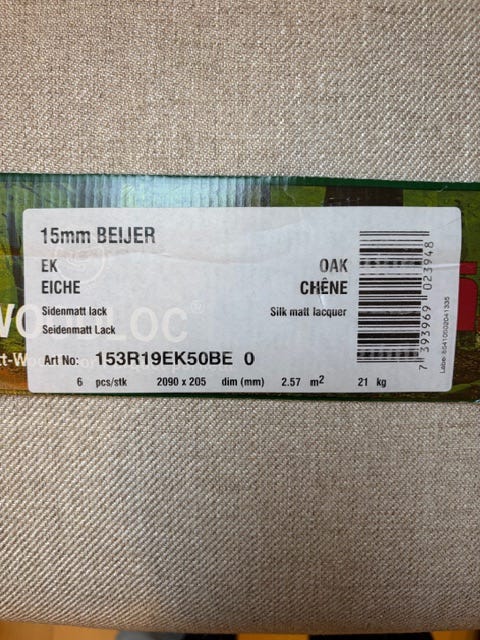 15mm BEIJER
EK OAK
EICHE CHÊNE
Sidenmatt lack Silk matt lacquer
Seidenmatt Lack
Art No: 153R19EK50BE 0
6 pcs/stk 2090 x 205 dim (mm) 2.57 m² 21 kg
7 393969 023948